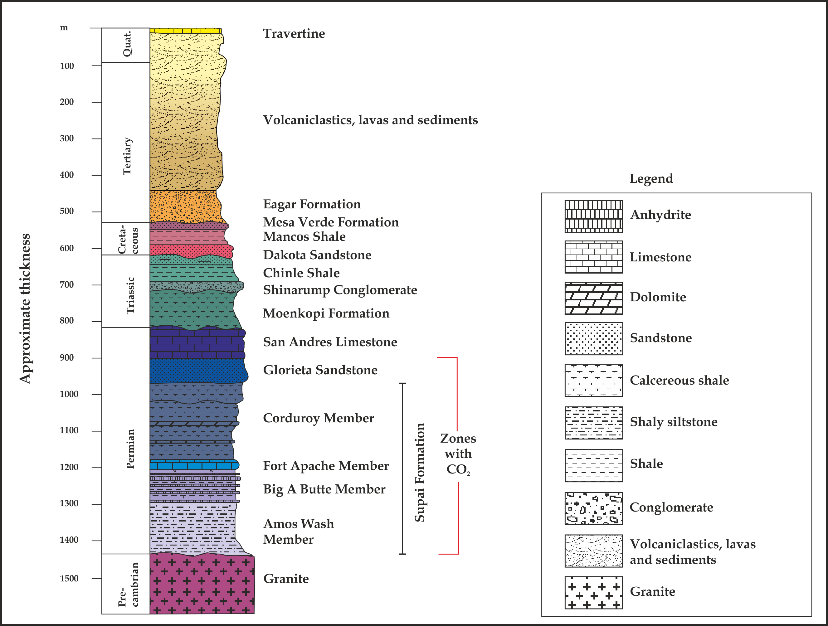 m
100
200
300
400
500
600
700
800
900
1000
1100
1200
1300
1400
1500
Approximate thickness
Quat.
Tertiary
Creta-
ceous
Triassic
Permian
Pre-
cambrian
Travertine
Volcaniclastics, lavas and sediments
Eagar Formation
Mesa Verde Formation
Mancos Shale
Dakota Sandstone
Chinle Shale
Shinarump Conglomerate
Moenkopi Formation
San Andres Limestone
Glorieta Sandstone
Corduroy Member
Fort Apache Member
Big A Butte Member
Amos Wash
Member
Granite
Supai Formation
Zones
with
CO₂
Legend
Anhydrite
Limestone
Dolomite
Sandstone
Calcereous shale
Shaly siltstone
Shale
Conglomerate
Volcaniclastics, lavas
and sediments
Granite